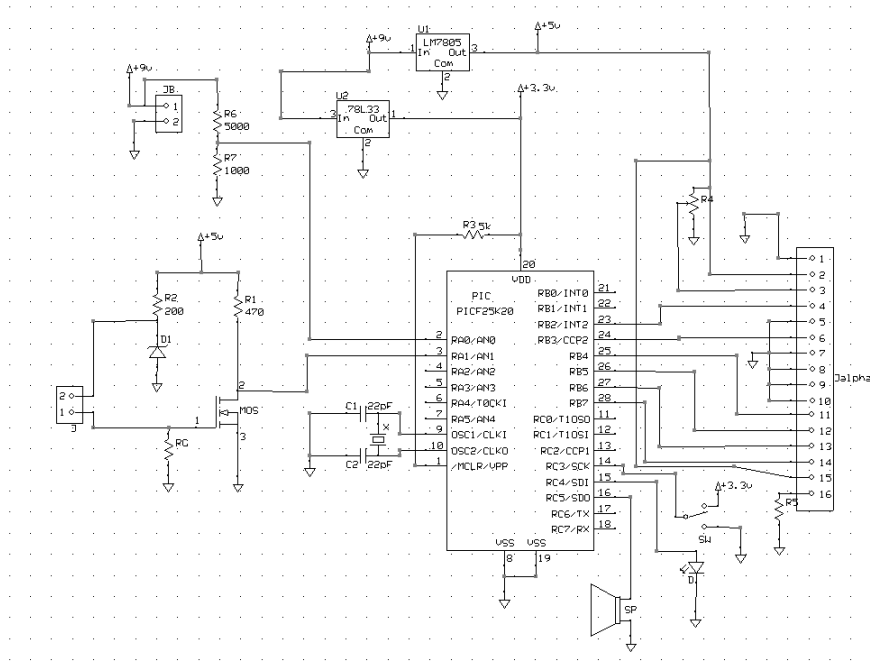 U1
LM7805
+9v
1 In Out 3
Com
2
+5v
+9v
JB
1
2
R6
5000
R7
1000
U2
78L33
3 In Out 1
Com
2
+3.3v
R3 5k
R4
+5v
R2
200
R1
470
D1
2
MOS
1
3
2
1
J
RG
C1 22pF
X
C2 22pF
20
VDD
PIC
PICF25K20
2 RA0/AN0
3 RA1/AN1
4 RA2/AN2
5 RA3/AN3
6 RA4/T0CKI
7 RA5/AN4
9 OSC1/CLKI
10 OSC2/CLKO
1 /MCLR/VPP
RB0/INT0 21
RB1/INT1 22
RB2/INT2 23
RB3/CCP2 24
RB4 25
RB5 26
RB6 27
RB7 28
RC0/T1OSO 11
RC1/T1OSI 12
RC2/CCP1 13
RC3/SCK 14
RC4/SDI 15
RC5/SDO 16
RC6/TX 17
RC7/RX 18
VSS VSS
8 19
1
2
3
4
5
6
7
8
9
10
11
12
13
14
15
16
Jalpha
R5
+3.3v
SW
D
SP